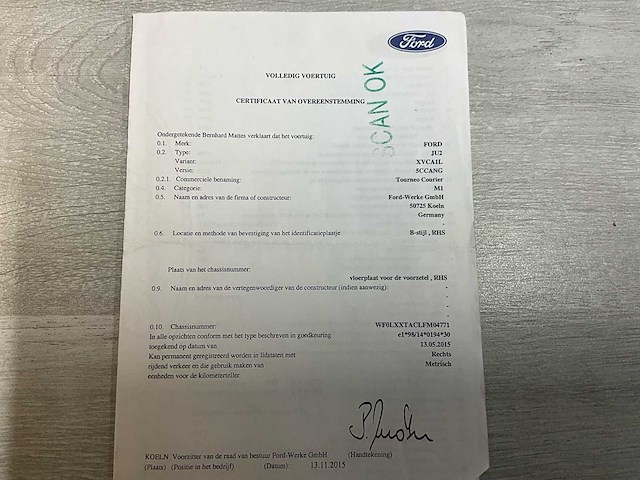 Ford
VOLLEDIG VOERTUIG
CERTIFICAAT VAN OVEREENSTEMMING
SCAN OK
Ondergetekende Bernhard Mattes verklaart dat het voertuig:
0.1. Merk: FORD
0.2. Type: JU2
Variant: XVCA1L
Versie: 5CCANG
0.2.1 Commerciele benaming: Tourneo Courier
0.4. Categorie: M1
0.5. Naam en adres van de firma of constructeur: Ford-Werke GmbH
50725 Koeln
Germany
-
0.6. Locatie en methode van bevestiging van het identificatieplaatje B-stijl , RHS
Plaats van het chassisnummer:
vloerplaat voor de voorzetel , RHS
0.9. Naam en adres van de vertegenwoordiger van de constructeur (indien aanwezig): -
-
-
-
0.10. Chassisnummer: WF0LXXTACLFM04771
In alle opzichten conform met het type beschreven in goedkeuring e1*98/14*0194*30
toegekend op datum van 13.05.2015
Kan permanent geregistreerd worden in lidstaten met Rechts
rijdend verkeer en die gebruik maken van Metrisch
eenheden voor de kilometerteller
KOELN Voorzitter van de raad van bestuur Ford-Werke GmbH (Handtekening)
(Plaats) (Positie in het bedrijf) (Datum): 13.11.2015